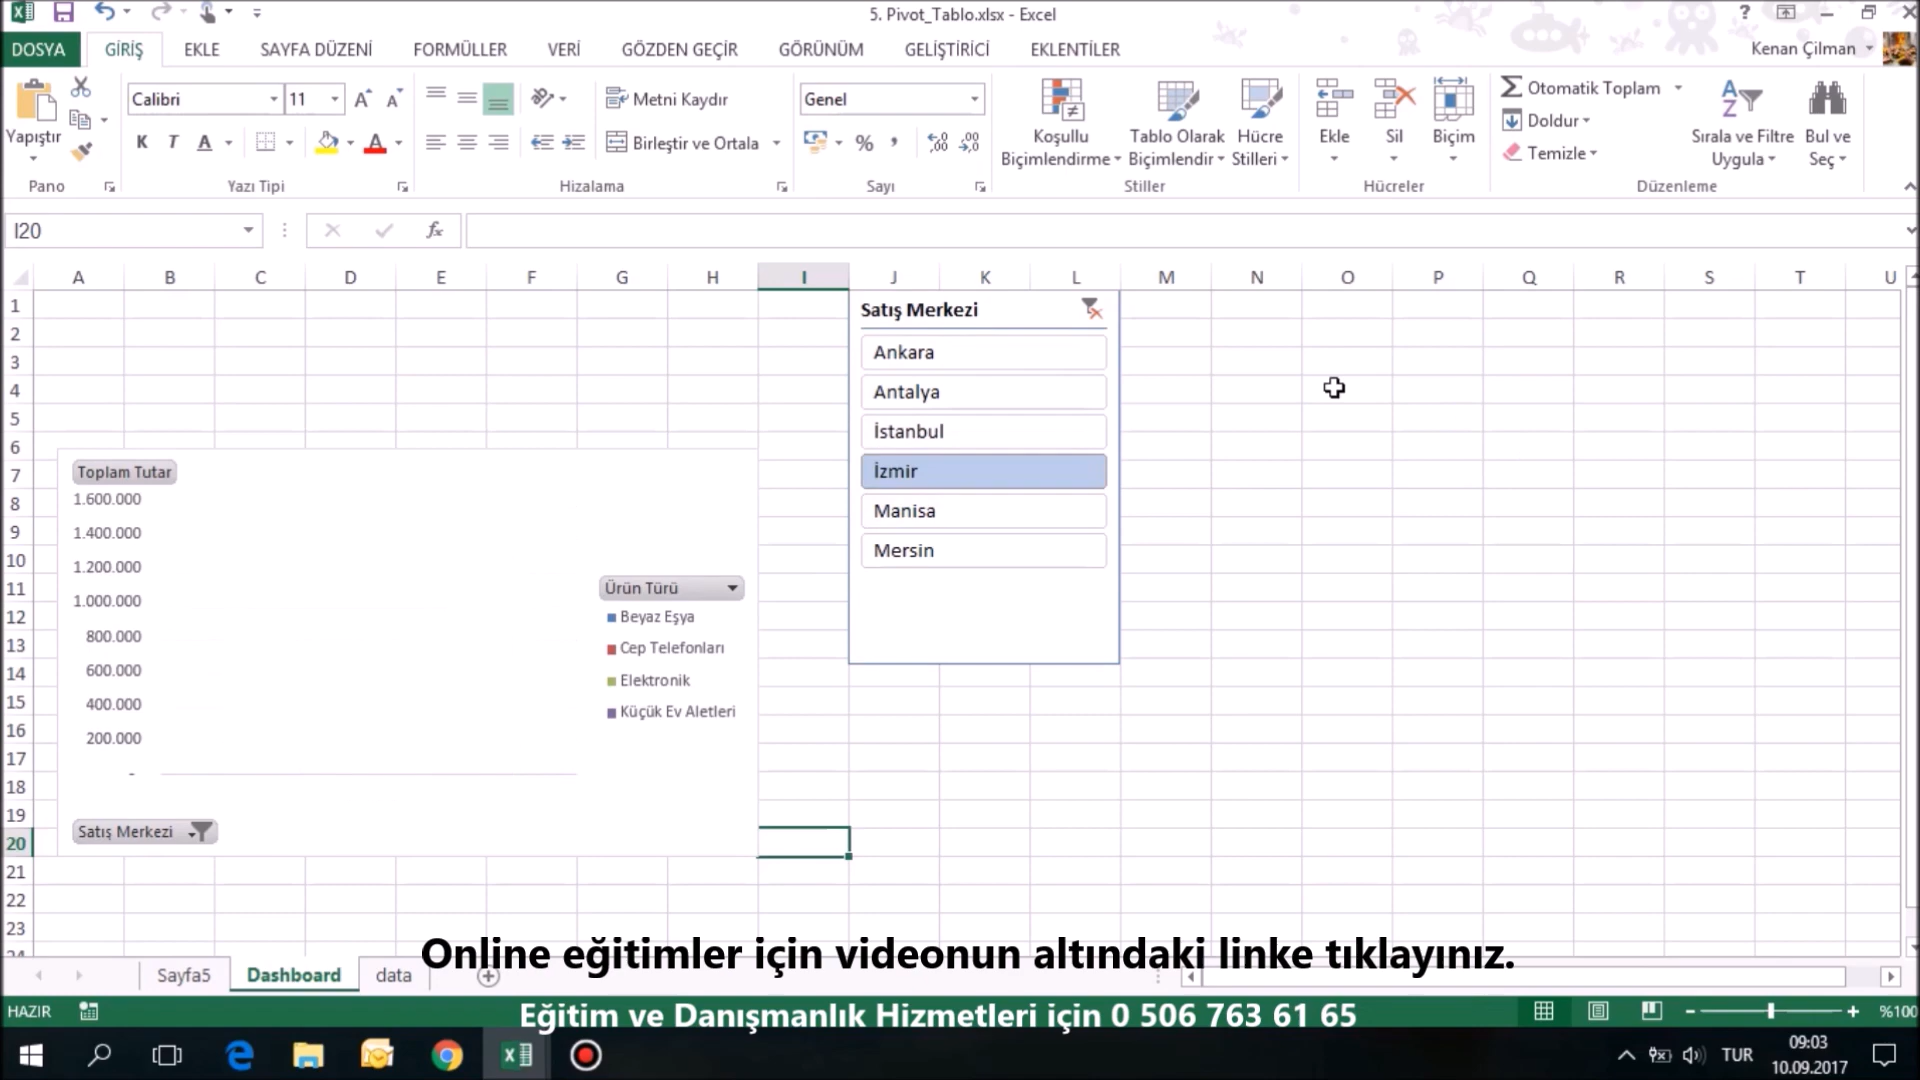 5. Pivot_Tablo.xlsx - Excel
?
DOSYA GİRİŞ EKLE SAYFA DÜZENİ FORMÜLLER VERİ GÖZDEN GEÇİR GÖRÜNÜM GELİŞTİRİCİ EKLENTİLER
Kenan Çilman
Yapıştır
Calibri 11
K T A
Metni Kaydır
Birleştir ve Ortala
Genel
%
Koşullu Biçimlendirme
Tablo Olarak Biçimlendir
Hücre Stilleri
Ekle
Sil
Biçim
Otomatik Toplam
Doldur
Temizle
Sırala ve Filtre Uygula
Bul ve Seç
Pano Yazı Tipi Hizalama Sayı Stiller Hücreler Düzenleme
I20
fx
A B C D E F G H I J K L M N O P Q R S T U
1
2
3
4
5
6
7
8
9
10
11
12
13
14
15
16
17
18
19
20
21
22
23
24
Toplam Tutar
1.600.000
1.400.000
1.200.000
1.000.000
800.000
600.000
400.000
200.000
-
Satış Merkezi
Ürün Türü
Beyaz Eşya
Cep Telefonları
Elektronik
Küçük Ev Aletleri
Satış Merkezi
Ankara
Antalya
İstanbul
İzmir
Manisa
Mersin
Online eğitimler için videonun altındaki linke tıklayınız.
Sayfa5 Dashboard data
HAZIR
Eğitim ve Danışmanlık Hizmetleri için 0 506 763 61 65
%100
TUR
09:03
10.09.2017